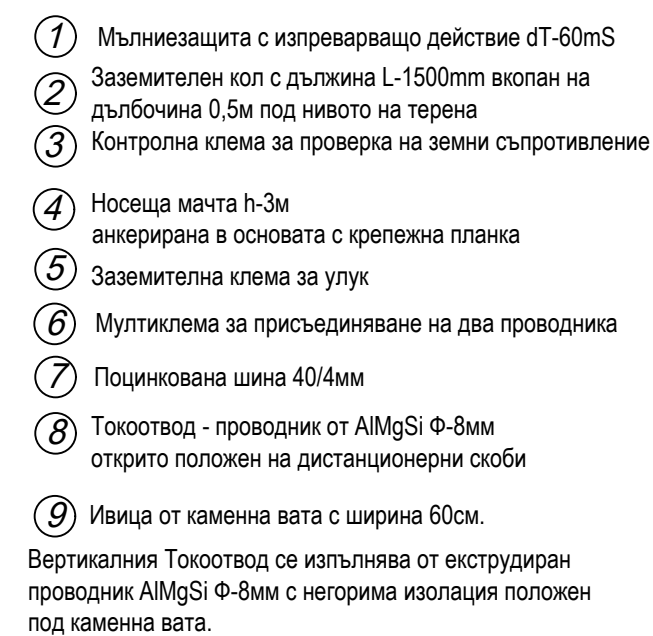 1 Мълниезащита с изпреварващо действие dT-60mS
2 Заземителен кол с дължина L-1500mm вкопан на
дълбочина 0,5м под нивото на терена
3 Контролна клема за проверка на земни съпротивление
4 Носеща мачта h-3м
анкерирана в основата с крепежна планка
5 Заземителна клема за улук
6 Мултиклема за присъединяване на два проводника
7 Поцинкована шина 40/4мм
8 Токоотвод - проводник от AlMgSi Ф-8мм
открито положен на дистанционерни скоби
9 Ивица от каменна вата с ширина 60см.
Вертикалния Токоотвод се изпълнява от екструдиран
проводник AlMgSi Ф-8мм с негорима изолация положен
под каменна вата.